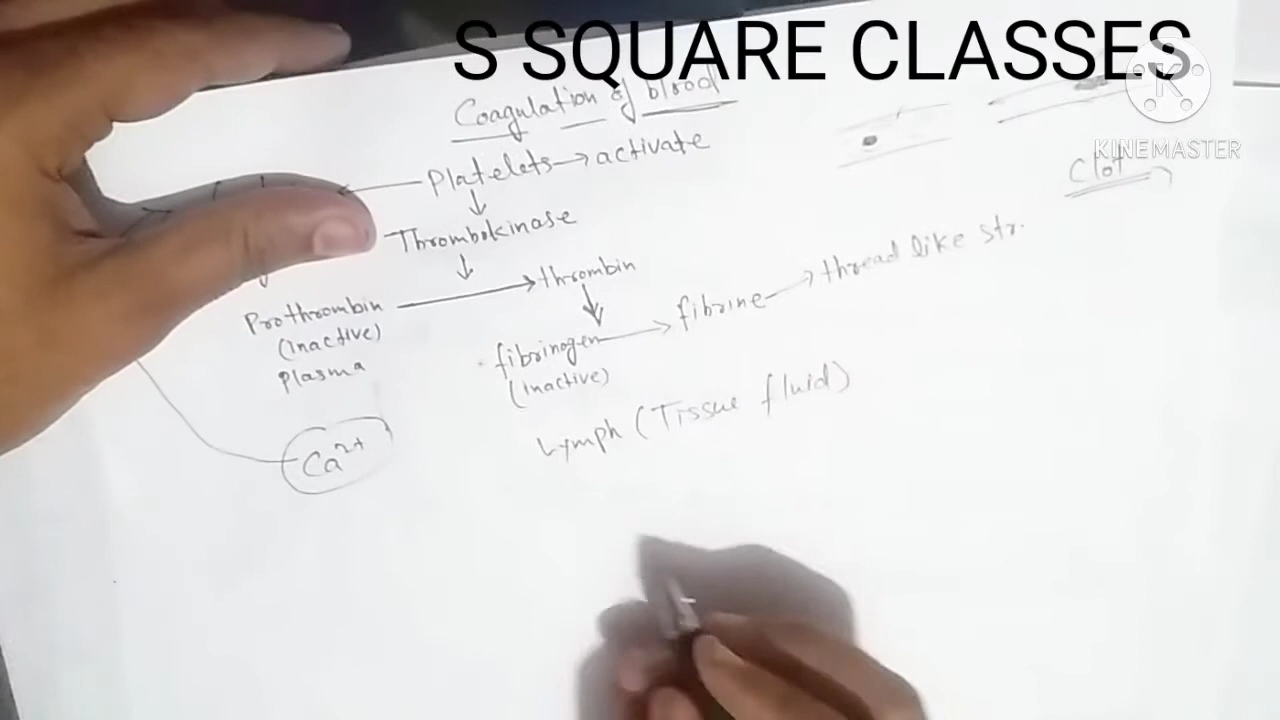 S SQUARE CLASSES
KINEMASTER
Coagulation of blood
Platelets → activate
Clot
Thrombokinase
Prothrombin → thrombin
(inactive)
plasma
fibrinogen → fibrine → thread like str.
(inactive)
Lymph (Tissue fluid)
Ca²⁺